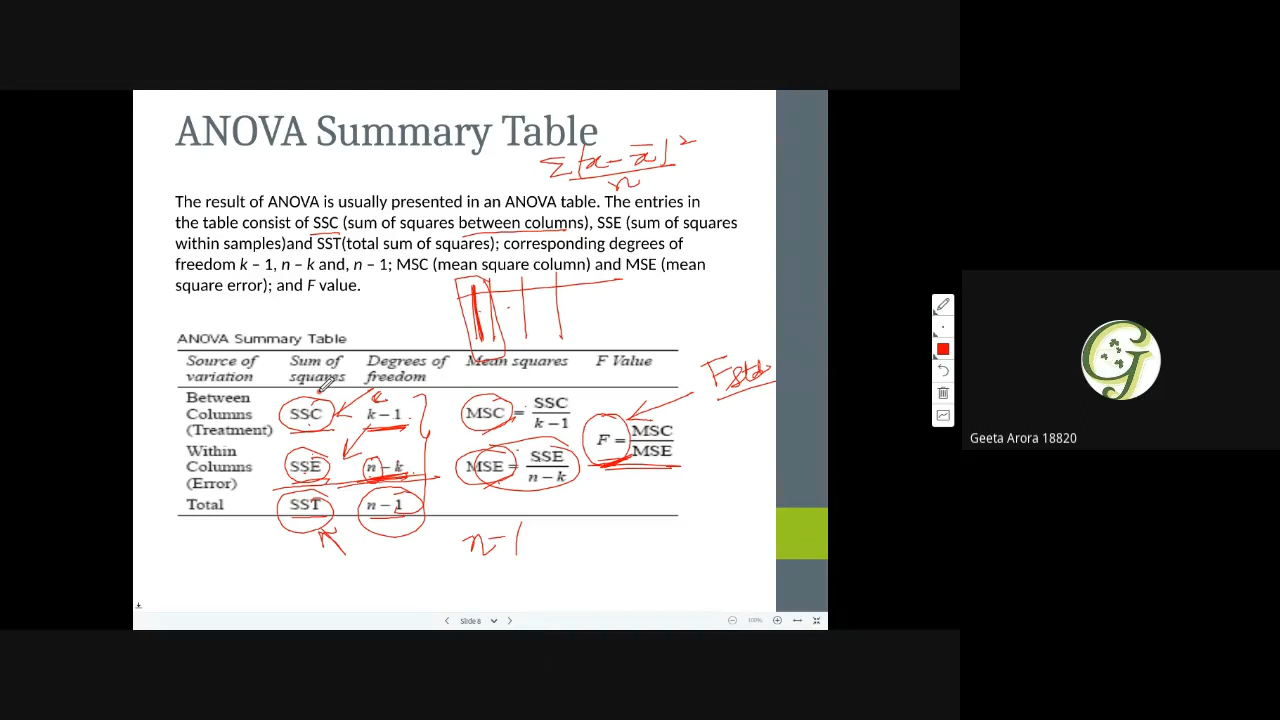 ANOVA Summary Table
Σ[x - x̄]²
n
The result of ANOVA is usually presented in an ANOVA table. The entries in
the table consist of SSC (sum of squares between columns), SSE (sum of squares
within samples)and SST(total sum of squares); corresponding degrees of
freedom k – 1, n – k and, n – 1; MSC (mean square column) and MSE (mean
square error); and F value.
ANOVA Summary Table
Source of variation Sum of squares Degrees of freedom Mean squares F Value
Between Columns (Treatment) SSC k – 1 MSC = SSC / k – 1 F = MSC / MSE
Within Columns (Error) SSE n – k MSE = SSE / n – k
Total SST n – 1
F std
n-1
Slide 8
100%
Geeta Arora 18820
G